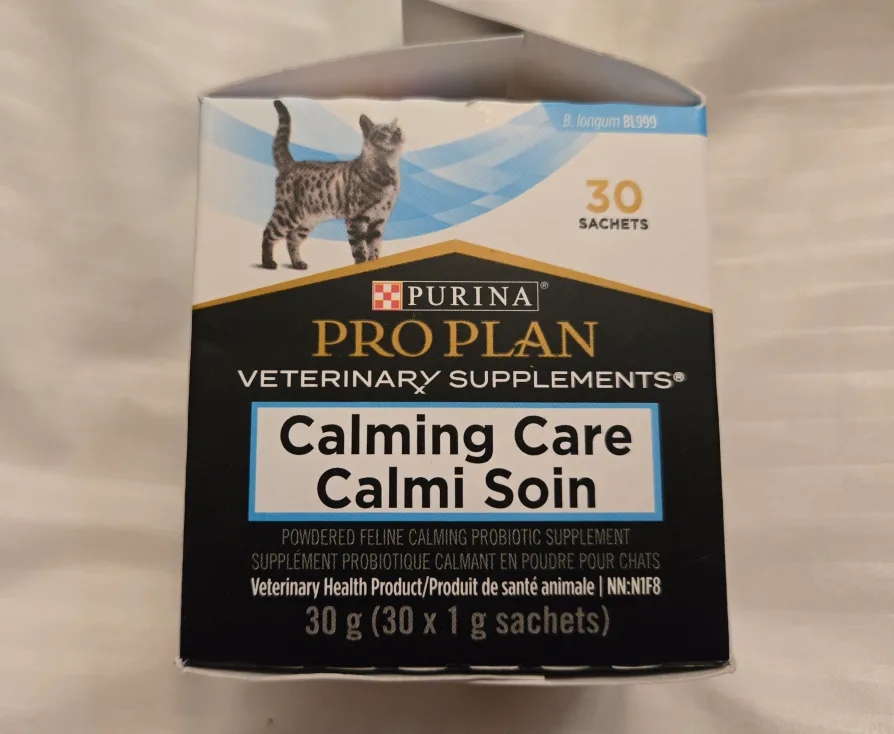 B. longum BL999
30
SACHETS
PURINA®
PRO PLAN
VETERINARY SUPPLEMENTS®
Calming Care
Calmi Soin
POWDERED FELINE CALMING PROBIOTIC SUPPLEMENT
SUPPLÉMENT PROBIOTIQUE CALMANT EN POUDRE POUR CHATS
Veterinary Health Product/Produit de santé animale | NN:N1F8
30 g (30 x 1 g sachets)